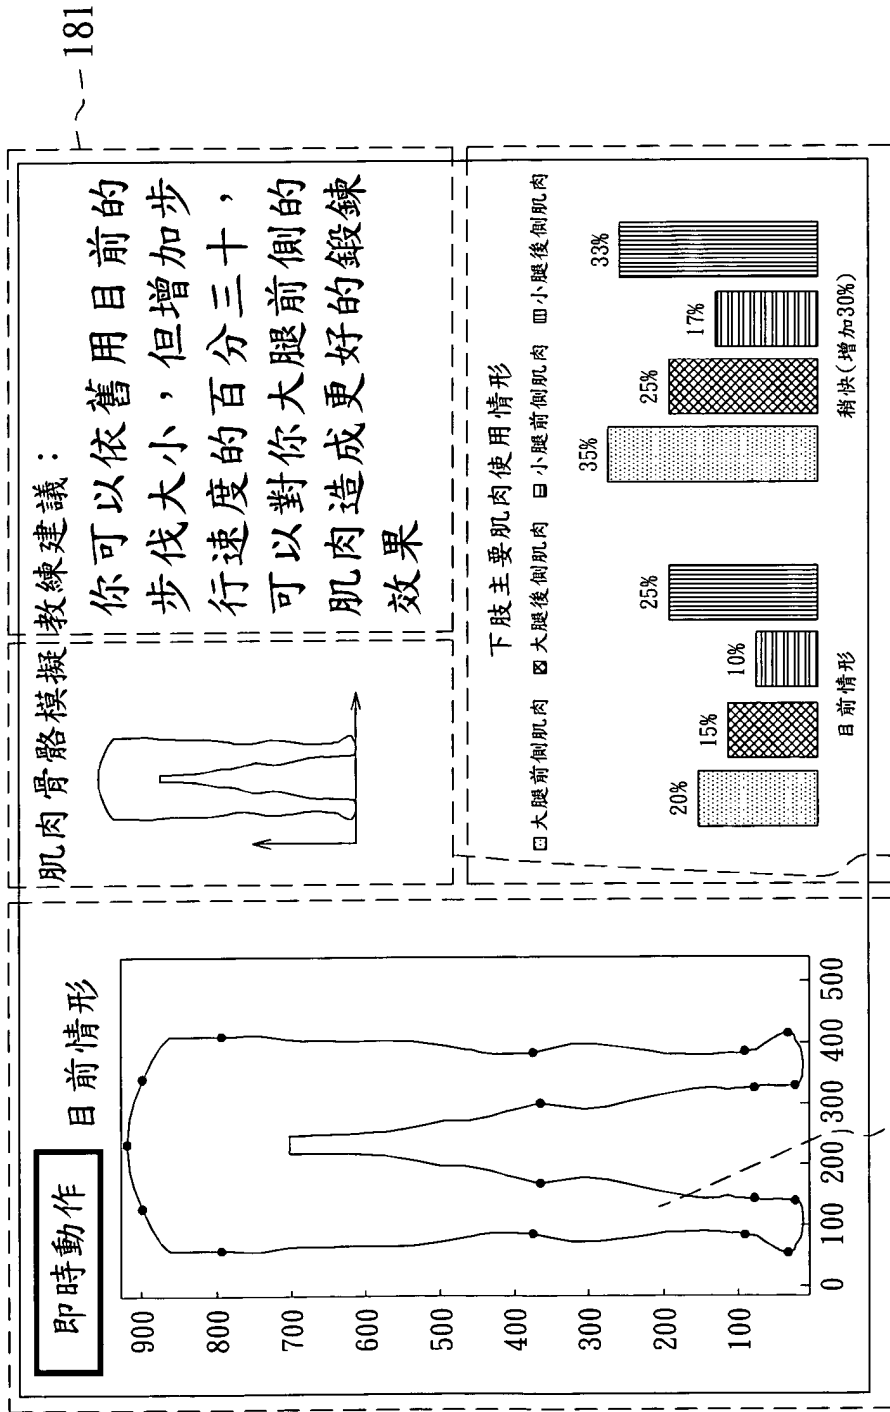 181
即時動作
目前情形
900
800
700
600
500
400
300
200
100
0 100 200 300 400 500
肌肉骨骼模擬
教練建議：
你可以依舊用目前的
步伐大小，但增加步
行速度的百分三十，
可以對你大腿前側的
肌肉造成更好的鍛鍊
效果
下肢主要肌肉使用情形
大腿前側肌肉 大腿後側肌肉 小腿前側肌肉 小腿後側肌肉
20% 15% 10% 25% 35% 25% 17% 33%
目前情形 稍快(增加30%)